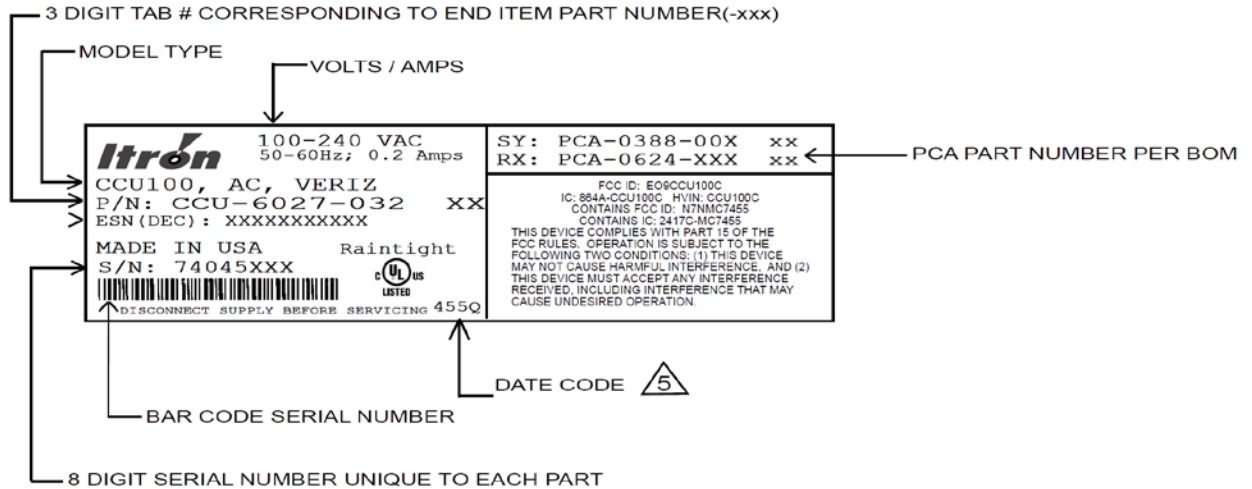 3 DIGIT TAB # CORRESPONDING TO END ITEM PART NUMBER(-xxx)
MODEL TYPE
VOLTS / AMPS
Itron
100-240 VAC
50-60Hz; 0.2 Amps
CCU100, AC, VERIZ
P/N: CCU-6027-032 XX
ESN(DEC): XXXXXXXXXXX
MADE IN USA Raintight
S/N: 74045XXX
C UL US
LISTED
DISCONNECT SUPPLY BEFORE SERVICING 455Q
SY: PCA-0388-00X xx
RX: PCA-0624-XXX xx
PCA PART NUMBER PER BOM
FCC ID: EO9CCU100C
IC: 864A-CCU100C HVIN: CCU100C
CONTAINS FCC ID: N7NMC7455
CONTAINS IC: 2417C-MC7455
THIS DEVICE COMPLIES WITH PART 15 OF THE
FCC RULES. OPERATION IS SUBJECT TO THE
FOLLOWING TWO CONDITIONS: (1) THIS DEVICE
MAY NOT CAUSE HARMFUL INTERFERENCE, AND (2)
THIS DEVICE MUST ACCEPT ANY INTERFERENCE
RECEIVED, INCLUDING INTERFERENCE THAT MAY
CAUSE UNDESIRED OPERATION.
DATE CODE 5
BAR CODE SERIAL NUMBER
8 DIGIT SERIAL NUMBER UNIQUE TO EACH PART